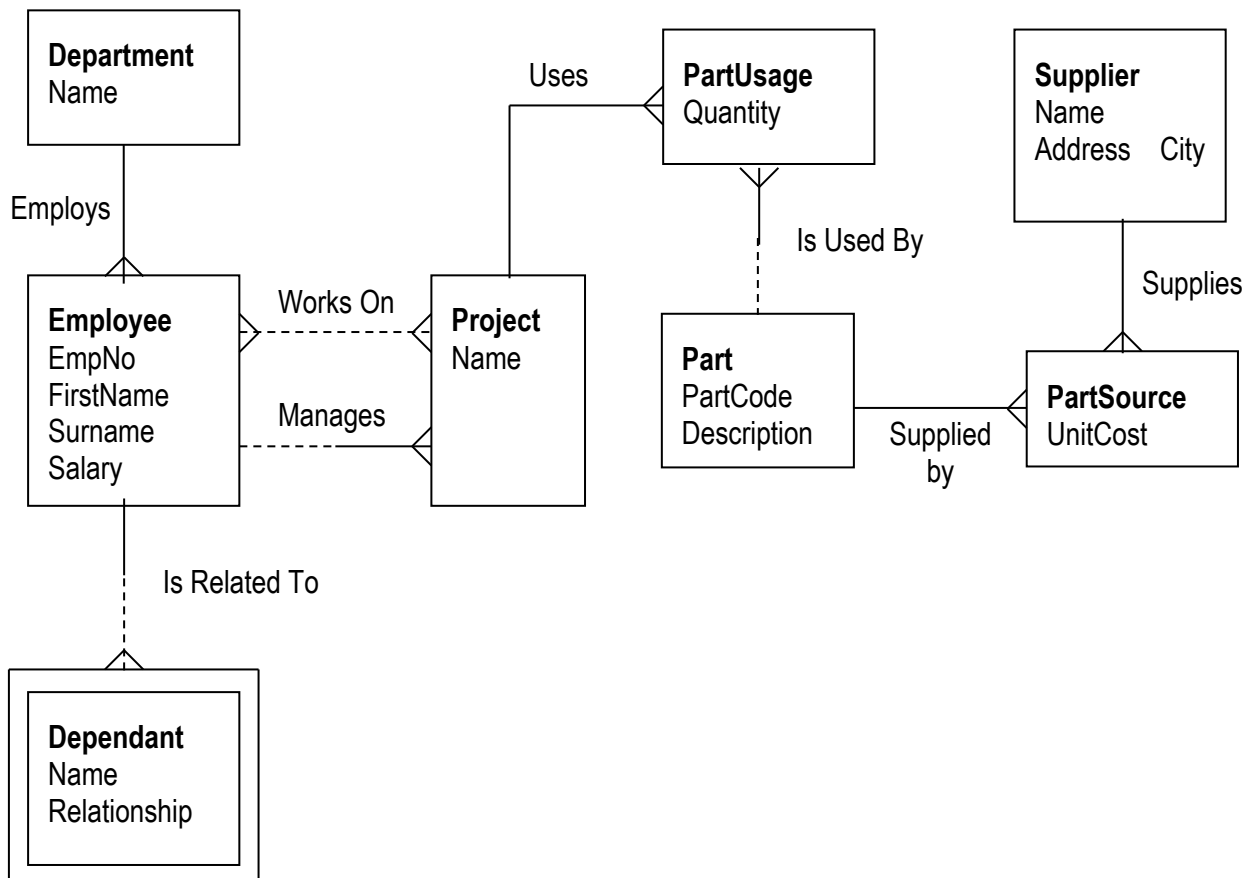 Department
Name
Employs
Employee
EmpNo
FirstName
Surname
Salary
Works On
Manages
Project
Name
Uses
PartUsage
Quantity
Is Used By
Part
PartCode
Description
Supplied
by
Supplier
Name
Address City
Supplies
PartSource
UnitCost
Is Related To
Dependant
Name
Relationship